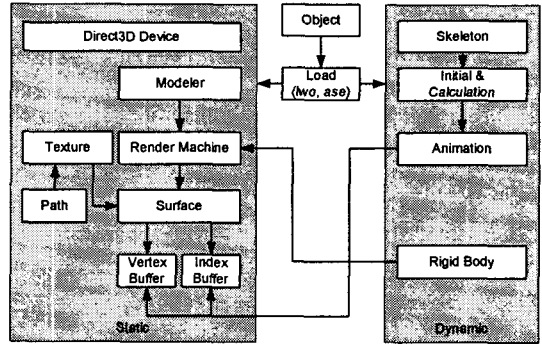 Direct3D Device
Object
Skeleton
Modeler
Load
(lwo, ase)
Initial &
Calculation
Texture
Render Machine
Animation
Path
Surface
Vertex
Buffer
Index
Buffer
Rigid Body
Static
Dynamic